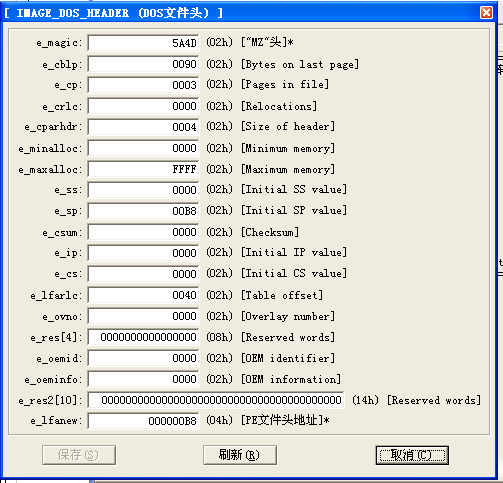 [ IMAGE_DOS_HEADER (DOS文件头) ]
e_magic: 5A4D (02h) ["MZ"头]*
e_cblp: 0090 (02h) [Bytes on last page]
e_cp: 0003 (02h) [Pages in file]
e_crlc: 0000 (02h) [Relocations]
e_cparhdr: 0004 (02h) [Size of header]
e_minalloc: 0000 (02h) [Minimum memory]
e_maxalloc: FFFF (02h) [Maximum memory]
e_ss: 0000 (02h) [Initial SS value]
e_sp: 00B8 (02h) [Initial SP value]
e_csum: 0000 (02h) [Checksum]
e_ip: 0000 (02h) [Initial IP value]
e_cs: 0000 (02h) [Initial CS value]
e_lfarlc: 0040 (02h) [Table offset]
e_ovno: 0000 (02h) [Overlay number]
e_res[4]: 0000000000000000 (08h) [Reserved words]
e_oemid: 0000 (02h) [OEM identifier]
e_oeminfo: 0000 (02h) [OEM information]
e_res2[10]: 0000000000000000000000000000000000000000 (14h) [Reserved words]
e_lfanew: 000000B8 (04h) [PE文件头地址]*
保存(S) 刷新(R) 取消(C)